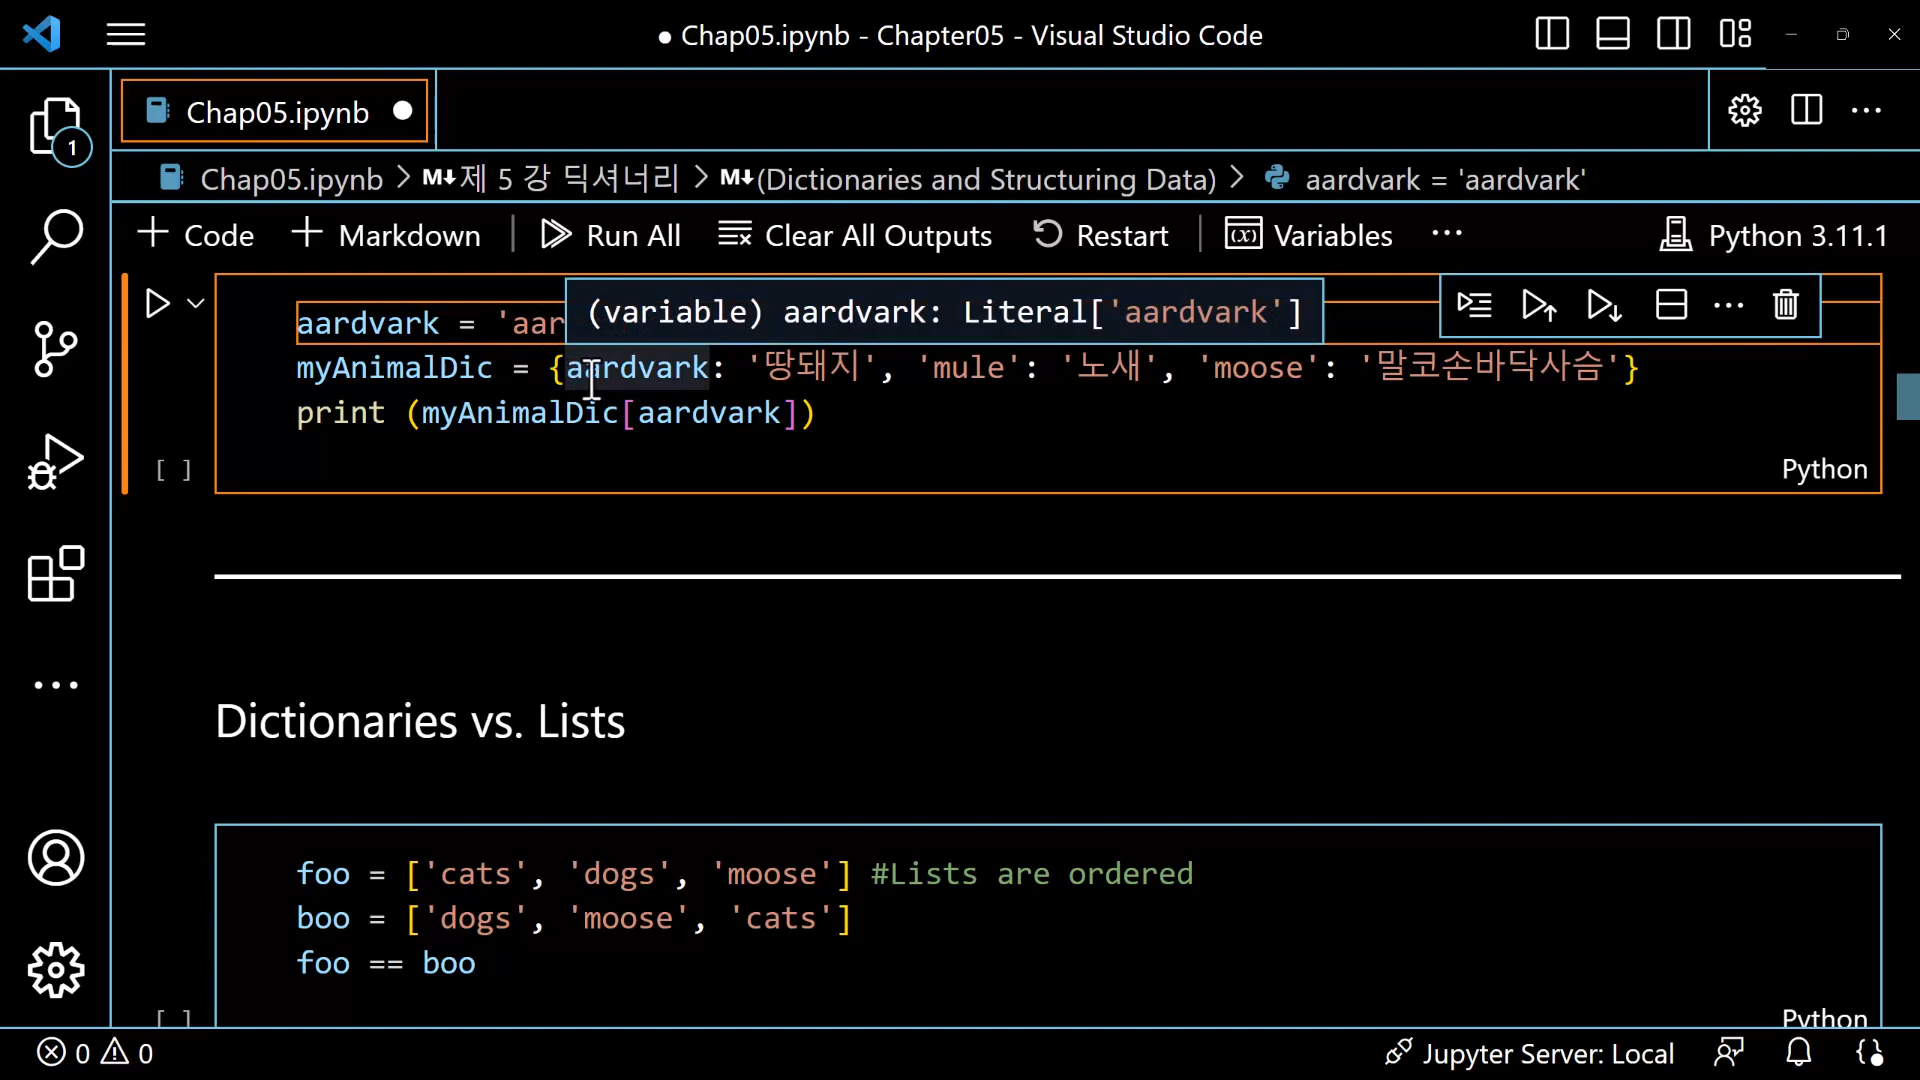 ● Chap05.ipynb - Chapter05 - Visual Studio Code
Chap05.ipynb ●
1
Chap05.ipynb > M↓제 5 강 딕셔너리 > M↓(Dictionaries and Structuring Data) > aardvark = 'aardvark'
+ Code + Markdown | Run All Clear All Outputs Restart | Variables ··· Python 3.11.1
(variable) aardvark: Literal['aardvark']
aardvark = 'aar
myAnimalDic = {aardvark: '땅돼지', 'mule': '노새', 'moose': '말코손바닥사슴'}
print (myAnimalDic[aardvark])
[ ]
Python
Dictionaries vs. Lists
foo = ['cats', 'dogs', 'moose'] #Lists are ordered
boo = ['dogs', 'moose', 'cats']
foo == boo
[ ]
Python
0 0 Jupyter Server: Local